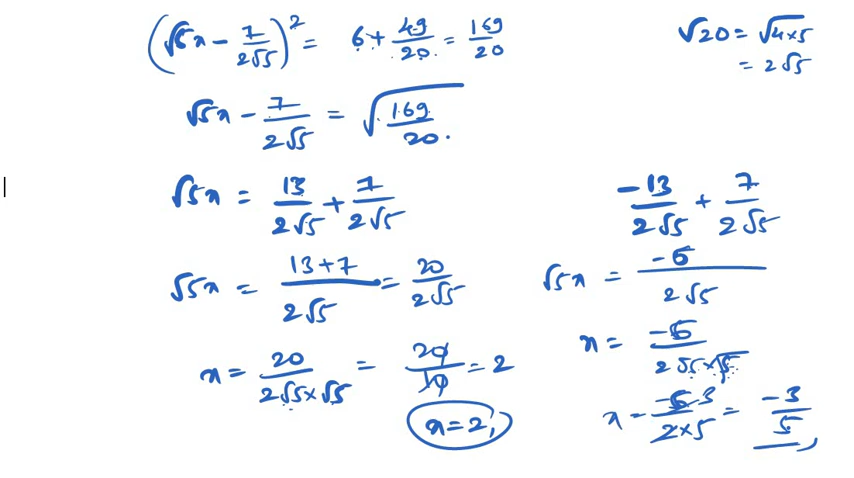 (√5x - 7/2√5)² = 6 + 49/20 = 169/20
√20 = √4×5
= 2√5
√5x - 7/2√5 = √169/20.
√5x = 13/2√5 + 7/2√5
-13/2√5 + 7/2√5
√5x = 13+7/2√5 = 20/2√5
√5x = -6/2√5
x = 20/2√5×√5 = 20/10 = 2
x = -6/2√5×√5
x = 2,
x = -6 3/2×5 = -3/5,